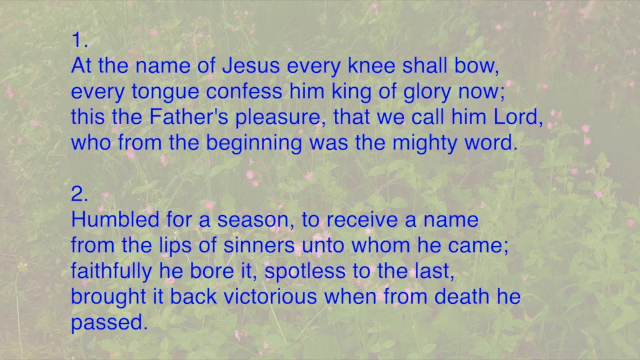 1.
At the name of Jesus every knee shall bow,
every tongue confess him king of glory now;
this the Father's pleasure, that we call him Lord,
who from the beginning was the mighty word.
2.
Humbled for a season, to receive a name
from the lips of sinners unto whom he came;
faithfully he bore it, spotless to the last,
brought it back victorious when from death he
passed.